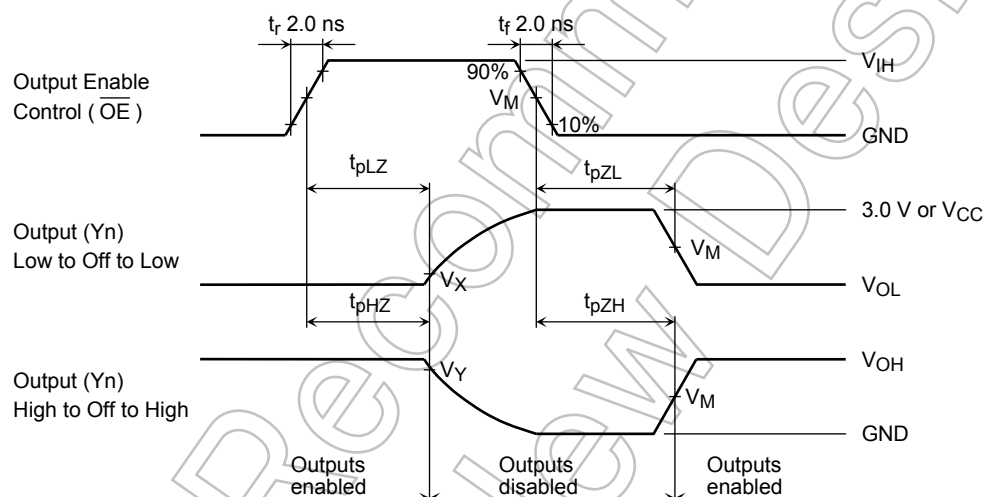 tr 2.0 ns
tf 2.0 ns
Output Enable
Control ( OE )
90%
VM
10%
VIH
GND
tpLZ
tpZL
Output (Yn)
Low to Off to Low
VX
VM
3.0 V or VCC
VOL
tpHZ
tpZH
Output (Yn)
High to Off to High
VY
VM
VOH
GND
Outputs
enabled
Outputs
disabled
Outputs
enabled